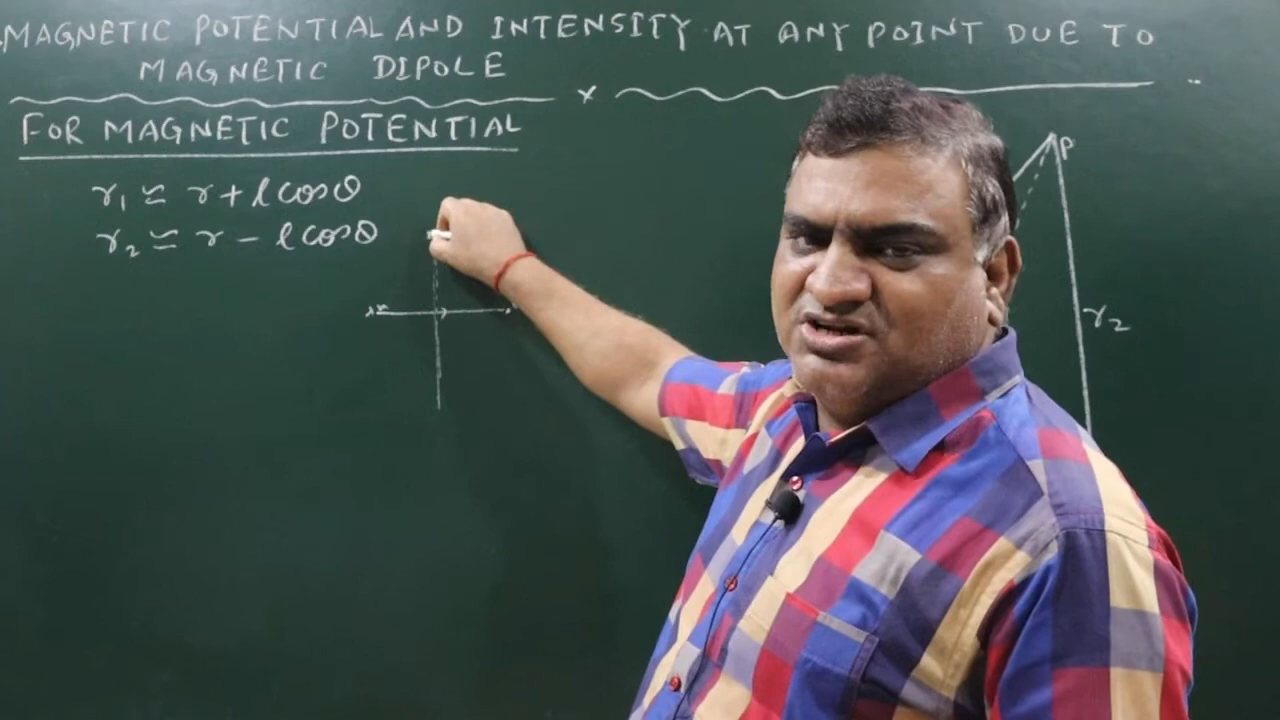 MAGNETIC POTENTIAL AND INTENSITY AT ANY POINT DUE TO
MAGNETIC DIPOLE
FOR MAGNETIC POTENTIAL
r₁ ≃ r + l cosθ
r₂ ≃ r - l cosθ
P
r₂